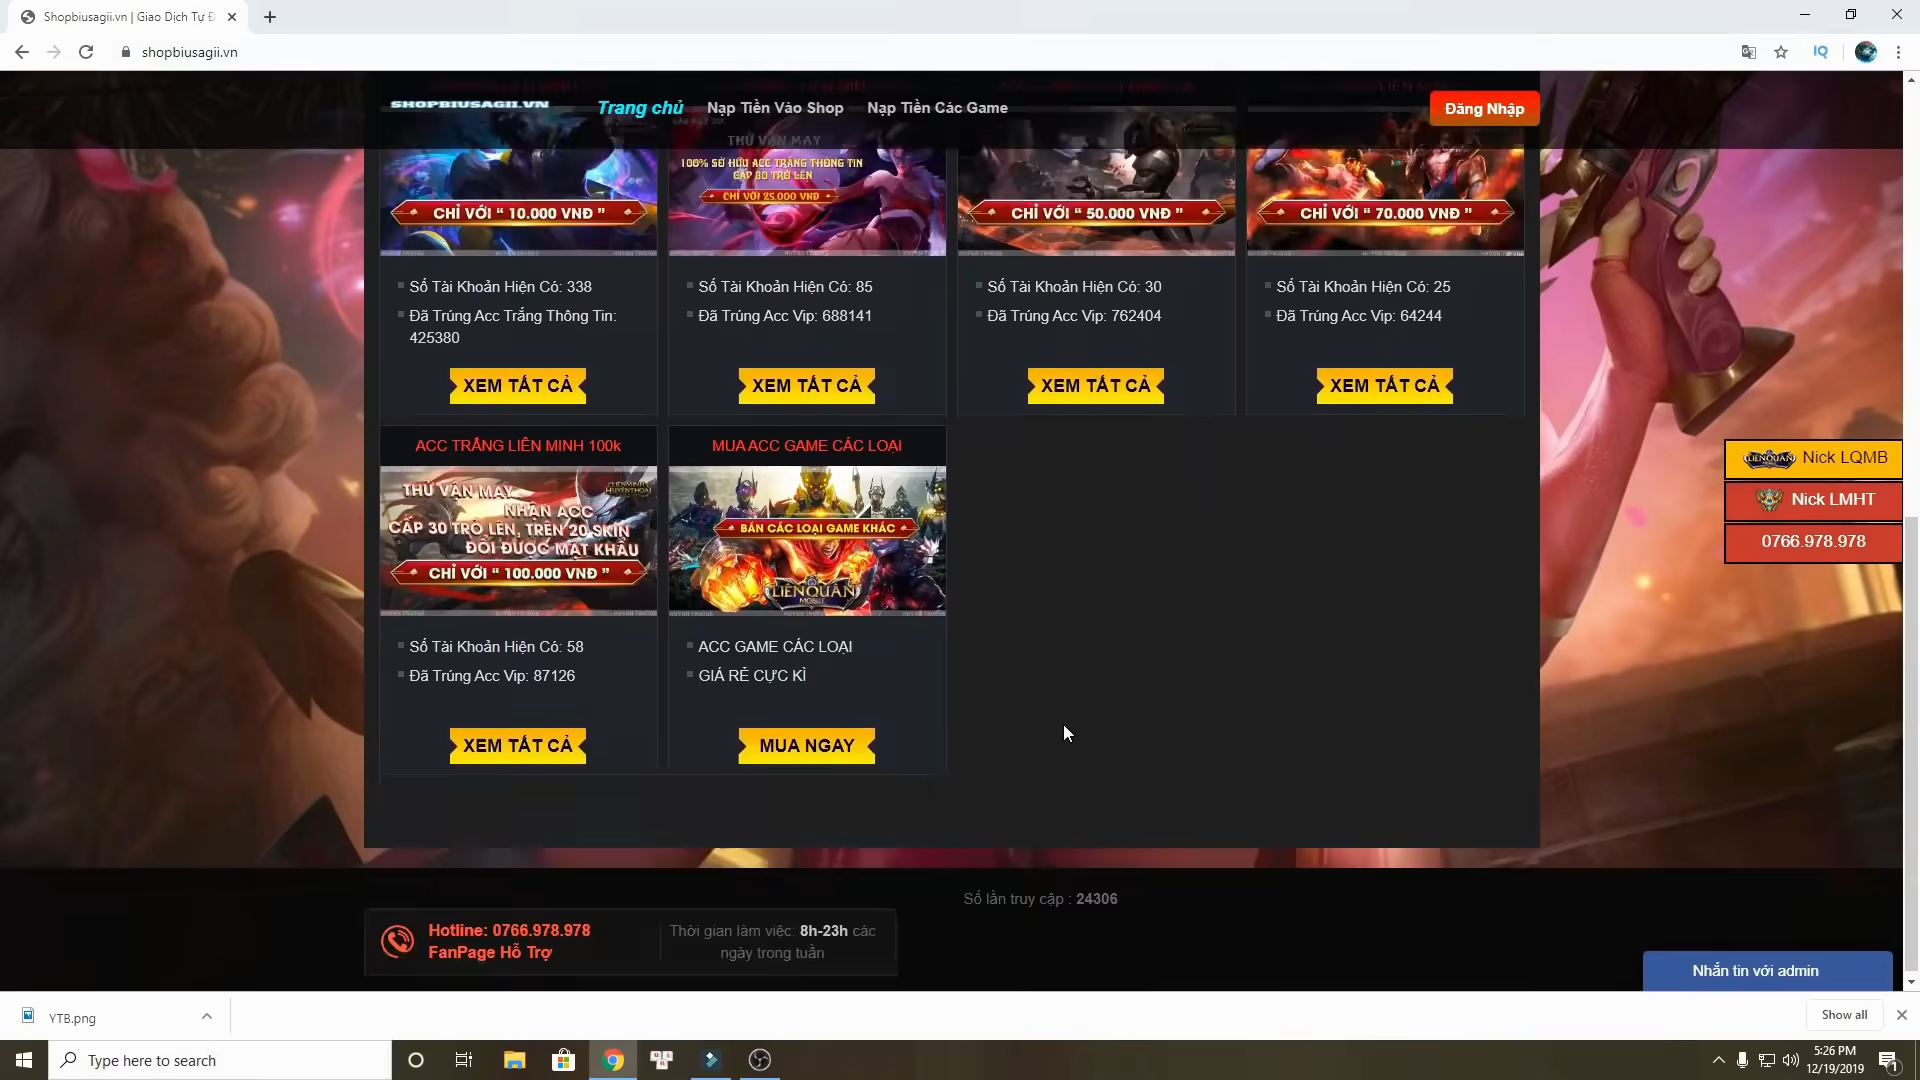 Shopbiusagii.vn | Giao Dịch Tự Đ
shopbiusagii.vn
IQ
SHOPBIUSAGII.VN
Trang chủ
Nạp Tiền Vào Shop
Nạp Tiền Các Game
Đăng Nhập
THỬ VẬN MAY
100% SỞ HỮU ACC TRẮNG THÔNG TIN
CẤP 30 TRỞ LÊN
CHỈ VỚI 25.000 VNĐ
CHỈ VỚI “ 10.000 VNĐ ”
CHỈ VỚI “ 50.000 VNĐ ”
CHỈ VỚI “ 70.000 VNĐ ”
Số Tài Khoản Hiện Có: 338
Đã Trúng Acc Trắng Thông Tin:
425380
XEM TẤT CẢ
Số Tài Khoản Hiện Có: 85
Đã Trúng Acc Vip: 688141
XEM TẤT CẢ
Số Tài Khoản Hiện Có: 30
Đã Trúng Acc Vip: 762404
XEM TẤT CẢ
Số Tài Khoản Hiện Có: 25
Đã Trúng Acc Vip: 64244
XEM TẤT CẢ
ACC TRẮNG LIÊN MINH 100k
THỬ VẬN MAY
NHẬN ACC
CẤP 30 TRỞ LÊN, TRÊN 20 SKIN
ĐỔI ĐƯỢC MẬT KHẨU
CHỈ VỚI “ 100.000 VNĐ ”
Số Tài Khoản Hiện Có: 58
Đã Trúng Acc Vip: 87126
XEM TẤT CẢ
MUA ACC GAME CÁC LOẠI
BÁN CÁC LOẠI GAME KHÁC
LIÊN QUÂN
MOBILE
ACC GAME CÁC LOẠI
GIÁ RẺ CỰC KÌ
MUA NGAY
LIÊN QUÂN Nick LQMB
Nick LMHT
0766.978.978
Số lần truy cập : 24306
Hotline: 0766.978.978
FanPage Hỗ Trợ
Thời gian làm việc: 8h-23h các
ngày trong tuần
Nhắn tin với admin
YTB.png
Show all
Type here to search
5:26 PM
12/19/2019
1